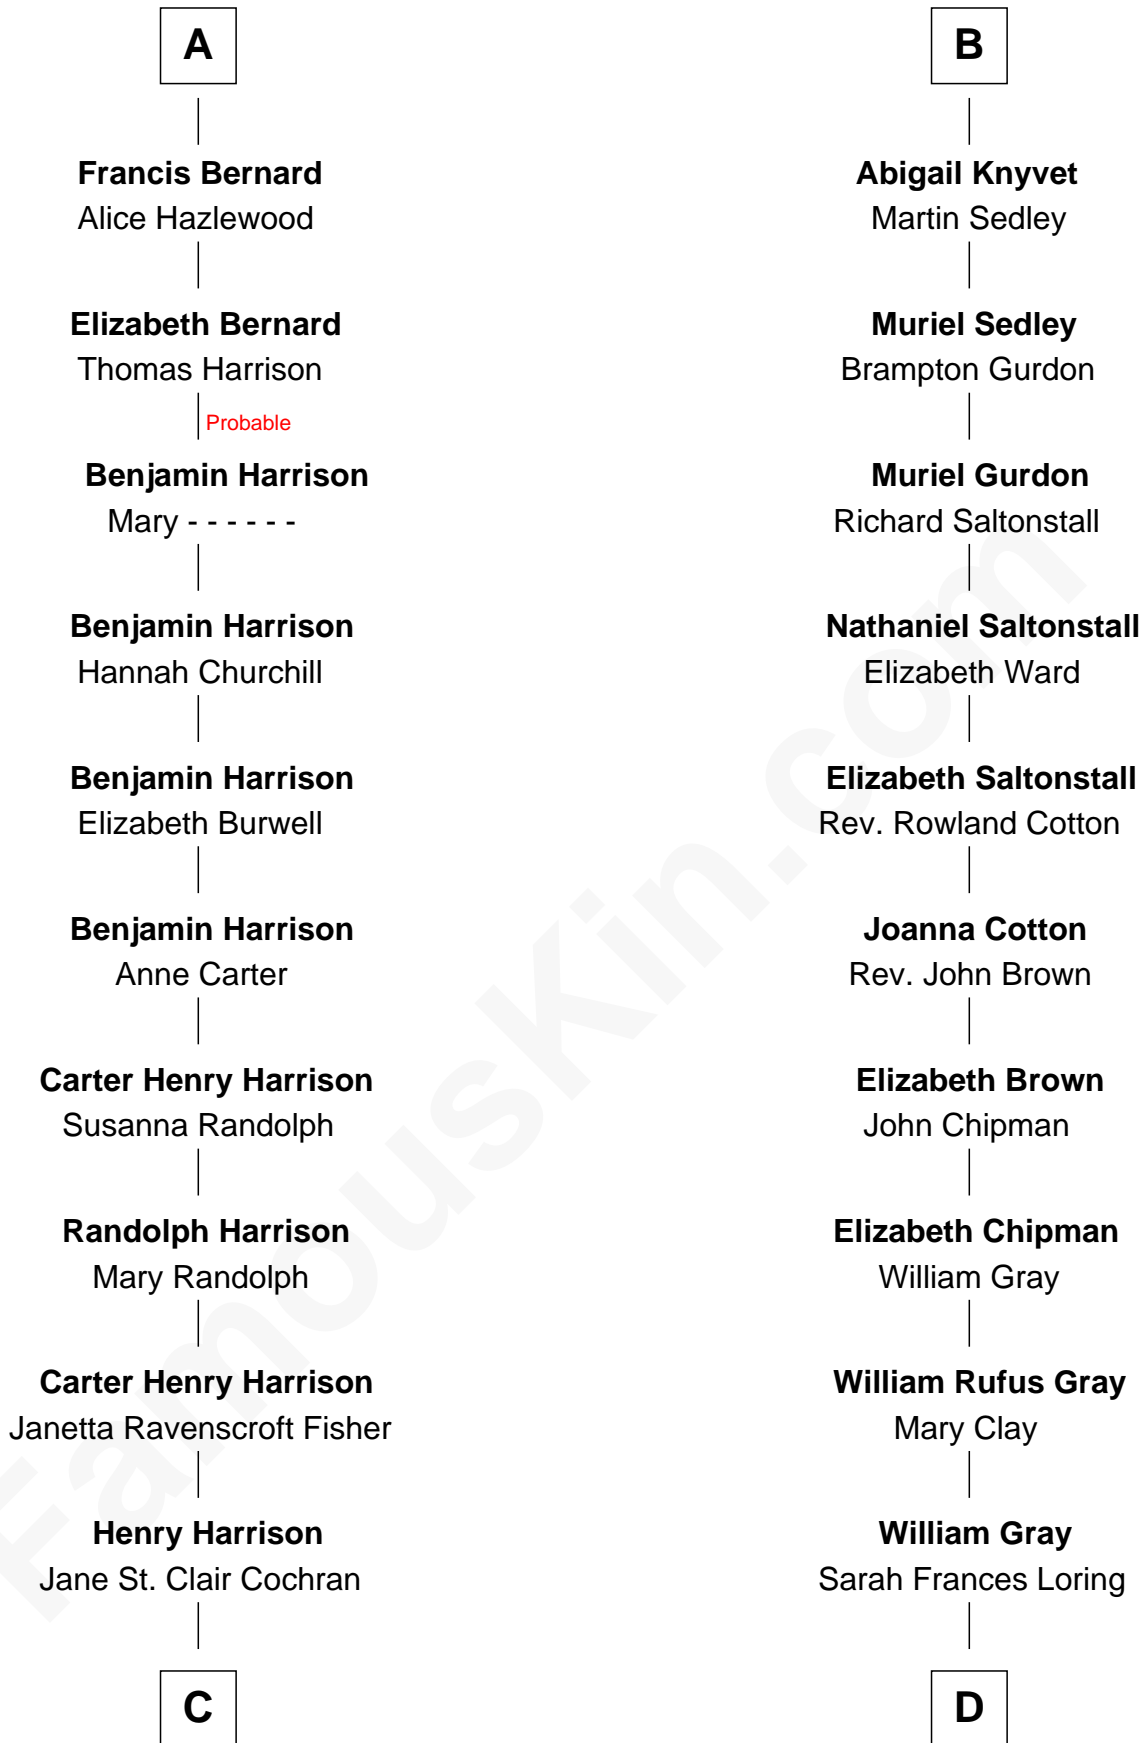 A
Francis Bernard
Alice Hazlewood
Elizabeth Bernard
Thomas Harrison
Probable
Benjamin Harrison
Mary - - - - - -
Benjamin Harrison
Hannah Churchill
Benjamin Harrison
Elizabeth Burwell
Benjamin Harrison
Anne Carter
Carter Henry Harrison
Susanna Randolph
Randolph Harrison
Mary Randolph
Carter Henry Harrison
Janetta Ravenscroft Fisher
Henry Harrison
Jane St. Clair Cochran
C
B
Abigail Knyvet
Martin Sedley
Muriel Sedley
Brampton Gurdon
Muriel Gurdon
Richard Saltonstall
Nathaniel Saltonstall
Elizabeth Ward
Elizabeth Saltonstall
Rev. Rowland Cotton
Joanna Cotton
Rev. John Brown
Elizabeth Brown
John Chipman
Elizabeth Chipman
William Gray
William Rufus Gray
Mary Clay
William Gray
Sarah Frances Loring
D
FamousKin.com